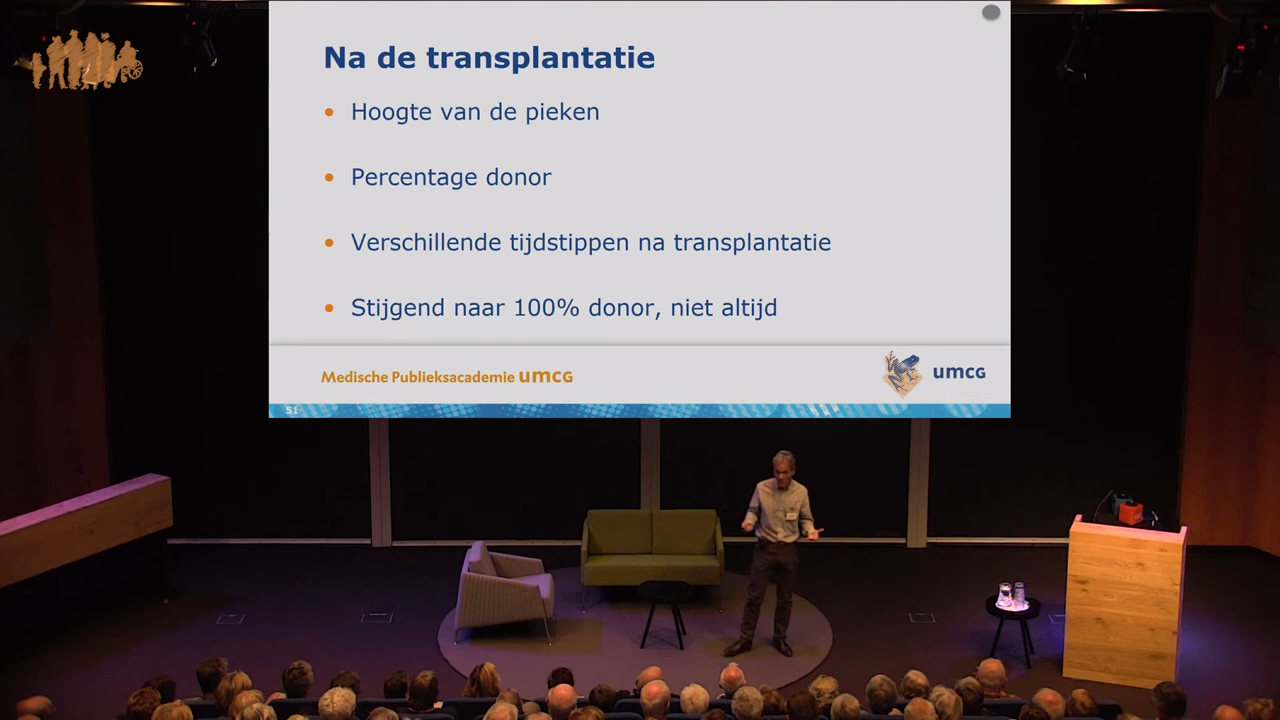 Na de transplantatie
• Hoogte van de pieken
• Percentage donor
• Verschillende tijdstippen na transplantatie
• Stijgend naar 100% donor, niet altijd
Medische Publieksacademie umcg
umcg
51